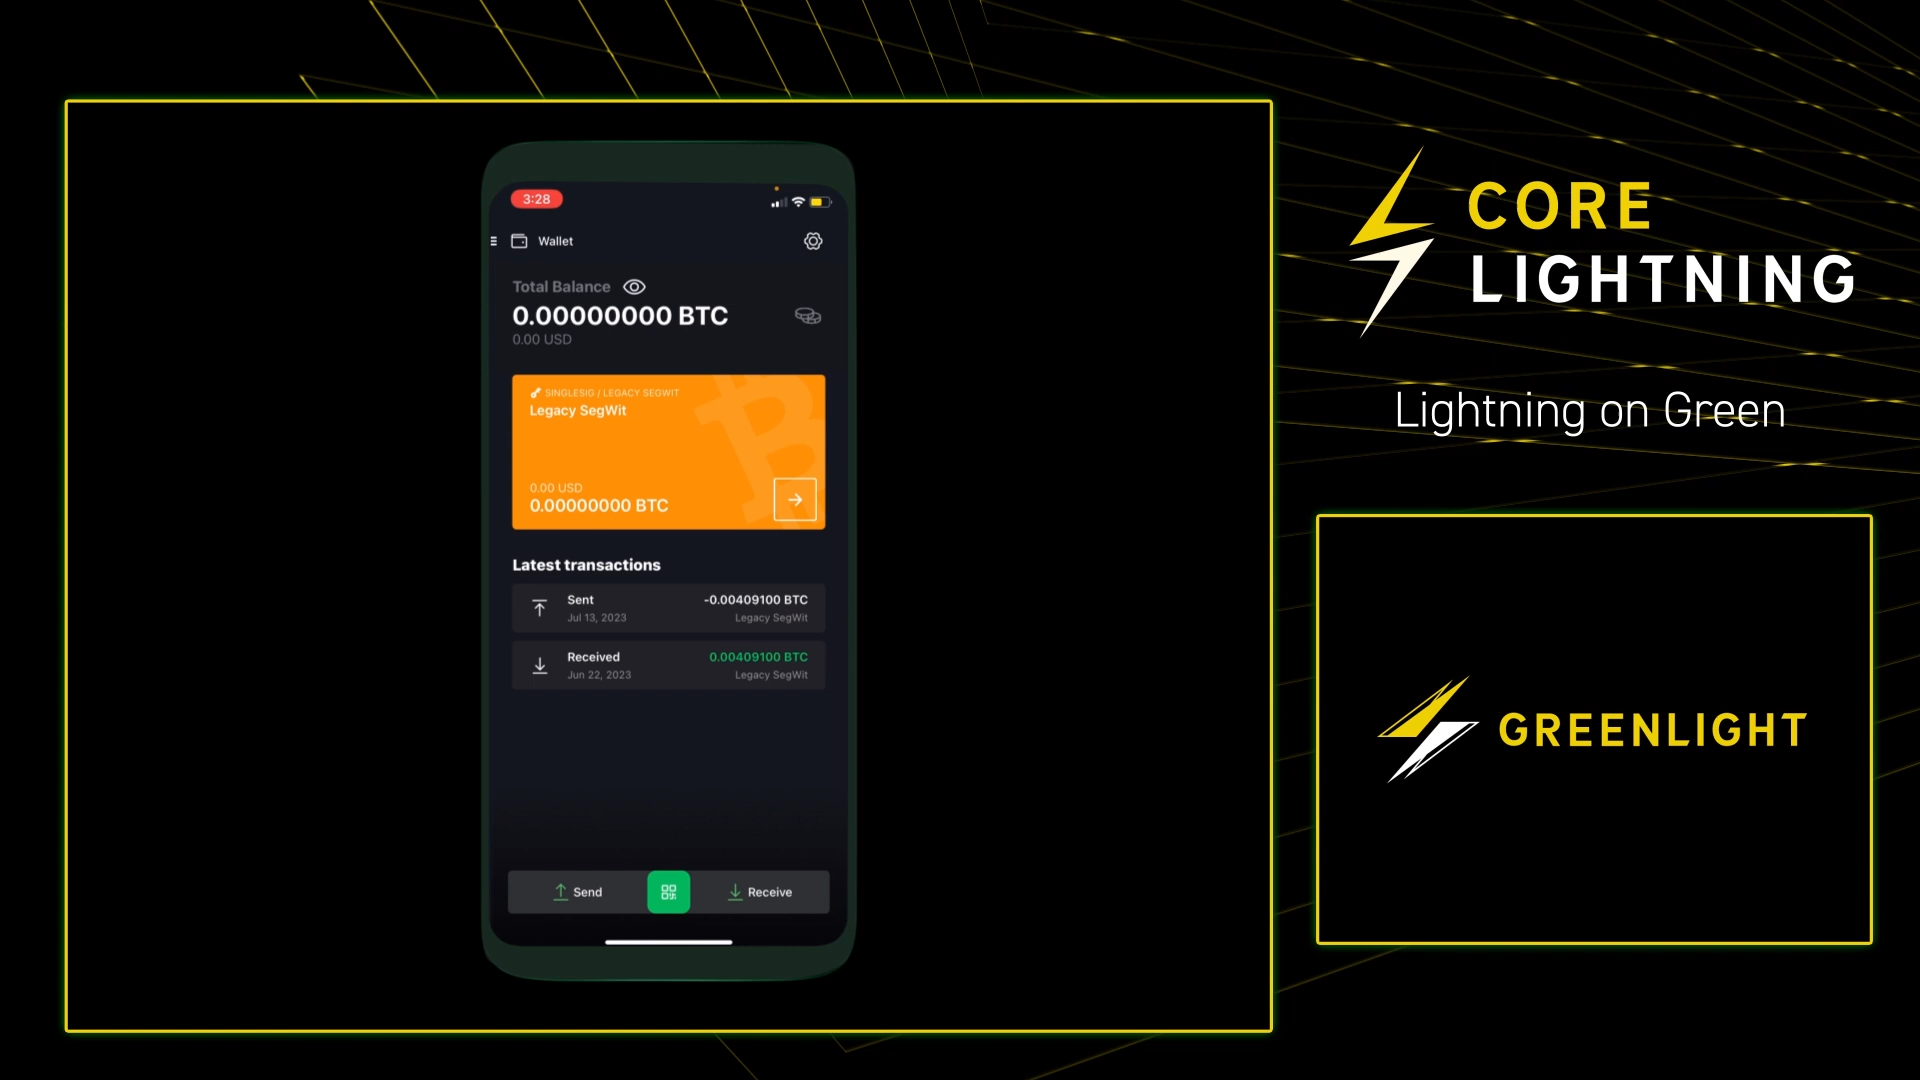 3:28
Wallet
Total Balance
0.00000000 BTC
0.00 USD
SINGLESIG / LEGACY SEGWIT
Legacy SegWit
0.00 USD
0.00000000 BTC
Latest transactions
Sent -0.00409100 BTC
Jul 13, 2023 Legacy SegWit
Received 0.00409100 BTC
Jun 22, 2023 Legacy SegWit
Send Receive
CORE
LIGHTNING
Lightning on Green
GREENLIGHT